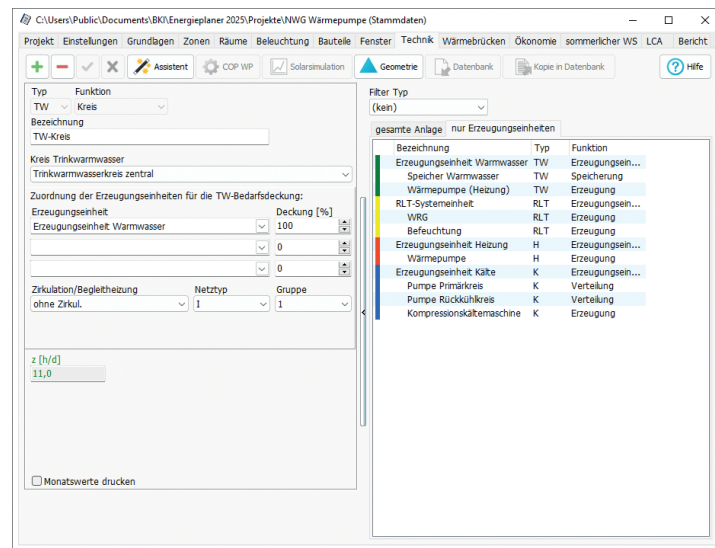 C:\Users\Public\Documents\BKI\Energieplaner 2025\Projekte\NWG Wärmepumpe (Stammdaten)
Projekt Einstellungen Grundlagen Zonen Räume Beleuchtung Bauteile Fenster Technik Wärmebrücken Ökonomie sommerlicher WS LCA Bericht
Assistent COP WP Solarsimulation Geometrie Datenbank Kopie in Datenbank Hilfe
Typ Funktion
TW Kreis
Bezeichnung
TW-Kreis
Kreis Trinkwarmwasser
Trinkwarmwasserkreis zentral
Zuordnung der Erzeugungseinheiten für die TW-Bedarfsdeckung:
Erzeugungseinheit Deckung [%]
Erzeugungseinheit Warmwasser 100
0
0
Zirkulation/Begleitheizung Netztyp Gruppe
ohne Zirkul. I 1
z [h/d]
11,0
Monatswerte drucken
Filter Typ
(kein)
gesamte Anlage nur Erzeugungseinheiten
Bezeichnung Typ Funktion
Erzeugungseinheit Warmwasser TW Erzeugungsein...
Speicher Warmwasser TW Speicherung
Wärmepumpe (Heizung) TW Erzeugung
RLT-Systemeinheit RLT Erzeugungsein...
WRG RLT Erzeugung
Befeuchtung RLT Erzeugung
Erzeugungseinheit Heizung H Erzeugungsein...
Wärmepumpe H Erzeugung
Erzeugungseinheit Kälte K Erzeugungsein...
Pumpe Primärkreis K Verteilung
Pumpe Rückkühlkreis K Verteilung
Kompressionskältemaschine K Erzeugung